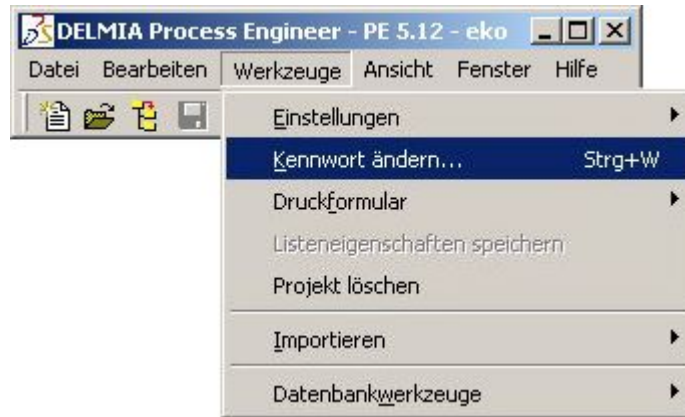 DELMIA Process Engineer - PE 5.12 - eko
Datei Bearbeiten Werkzeuge Ansicht Fenster Hilfe
Einstellungen
Kennwort ändern... Strg+W
Druckformular
Listeneigenschaften speichern
Projekt löschen
Importieren
Datenbankwerkzeuge